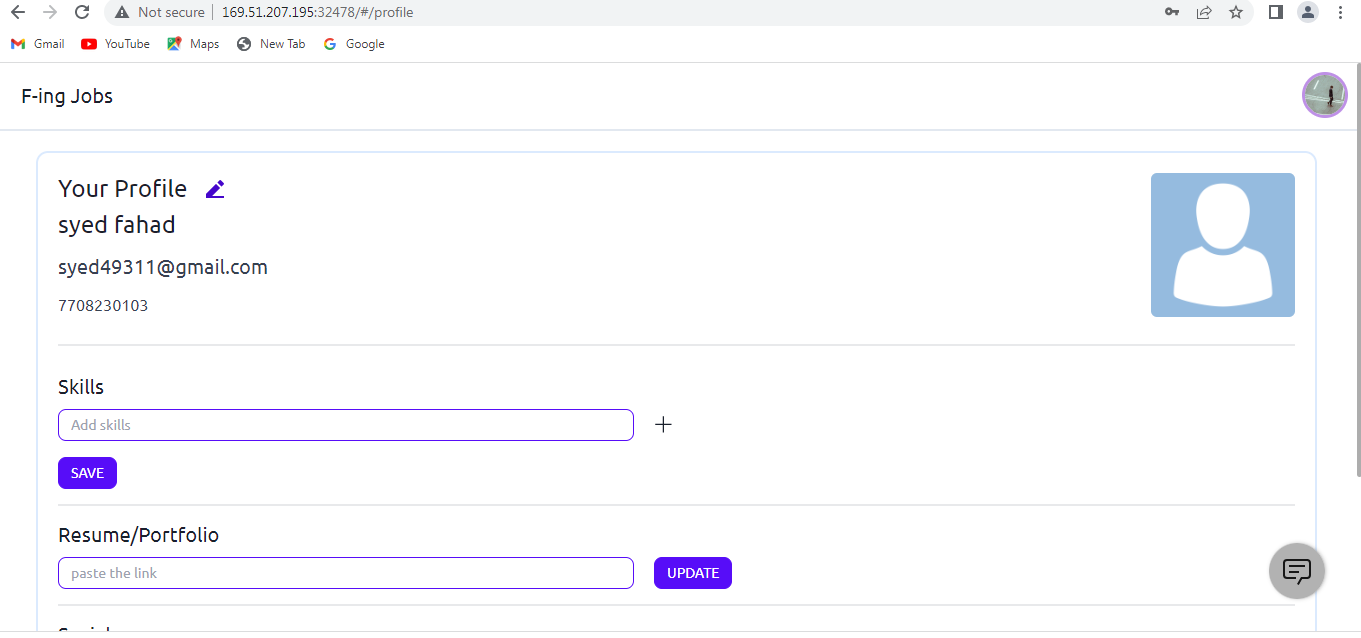 Not secure 169.51.207.195:32478/#/profile
Gmail YouTube Maps New Tab Google
F-ing Jobs
Your Profile
syed fahad
syed49311@gmail.com
7708230103
Skills
Add skills
SAVE
Resume/Portfolio
paste the link
UPDATE